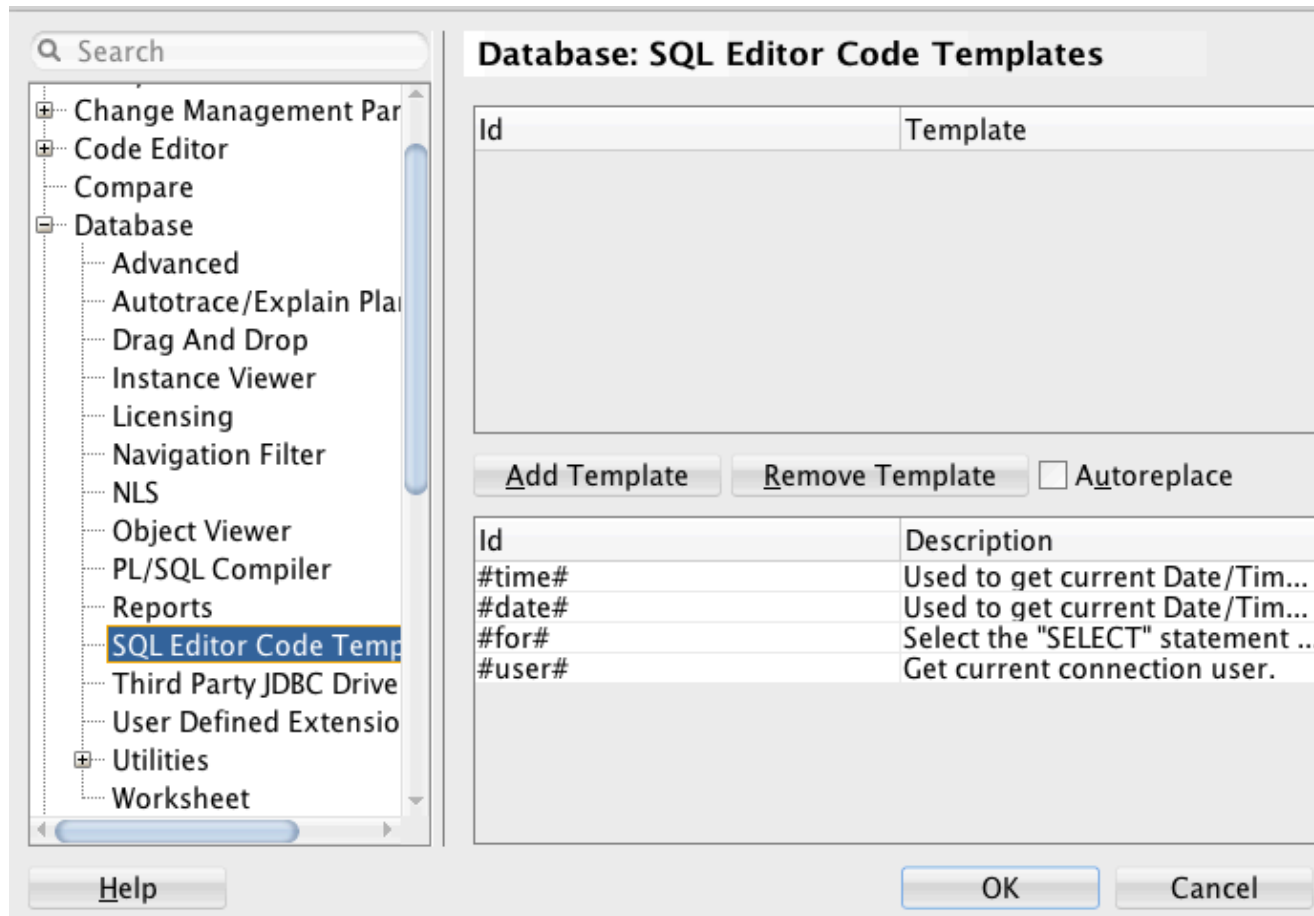 Search
Change Management Par
Code Editor
Compare
Database
Advanced
Autotrace/Explain Pla
Drag And Drop
Instance Viewer
Licensing
Navigation Filter
NLS
Object Viewer
PL/SQL Compiler
Reports
SQL Editor Code Temp
Third Party JDBC Drive
User Defined Extensio
Utilities
Worksheet
Help
Database: SQL Editor Code Templates
Id Template
Add Template Remove Template Autoreplace
Id Description
#time# Used to get current Date/Tim...
#date# Used to get current Date/Tim...
#for# Select the "SELECT" statement ...
#user# Get current connection user.
OK Cancel